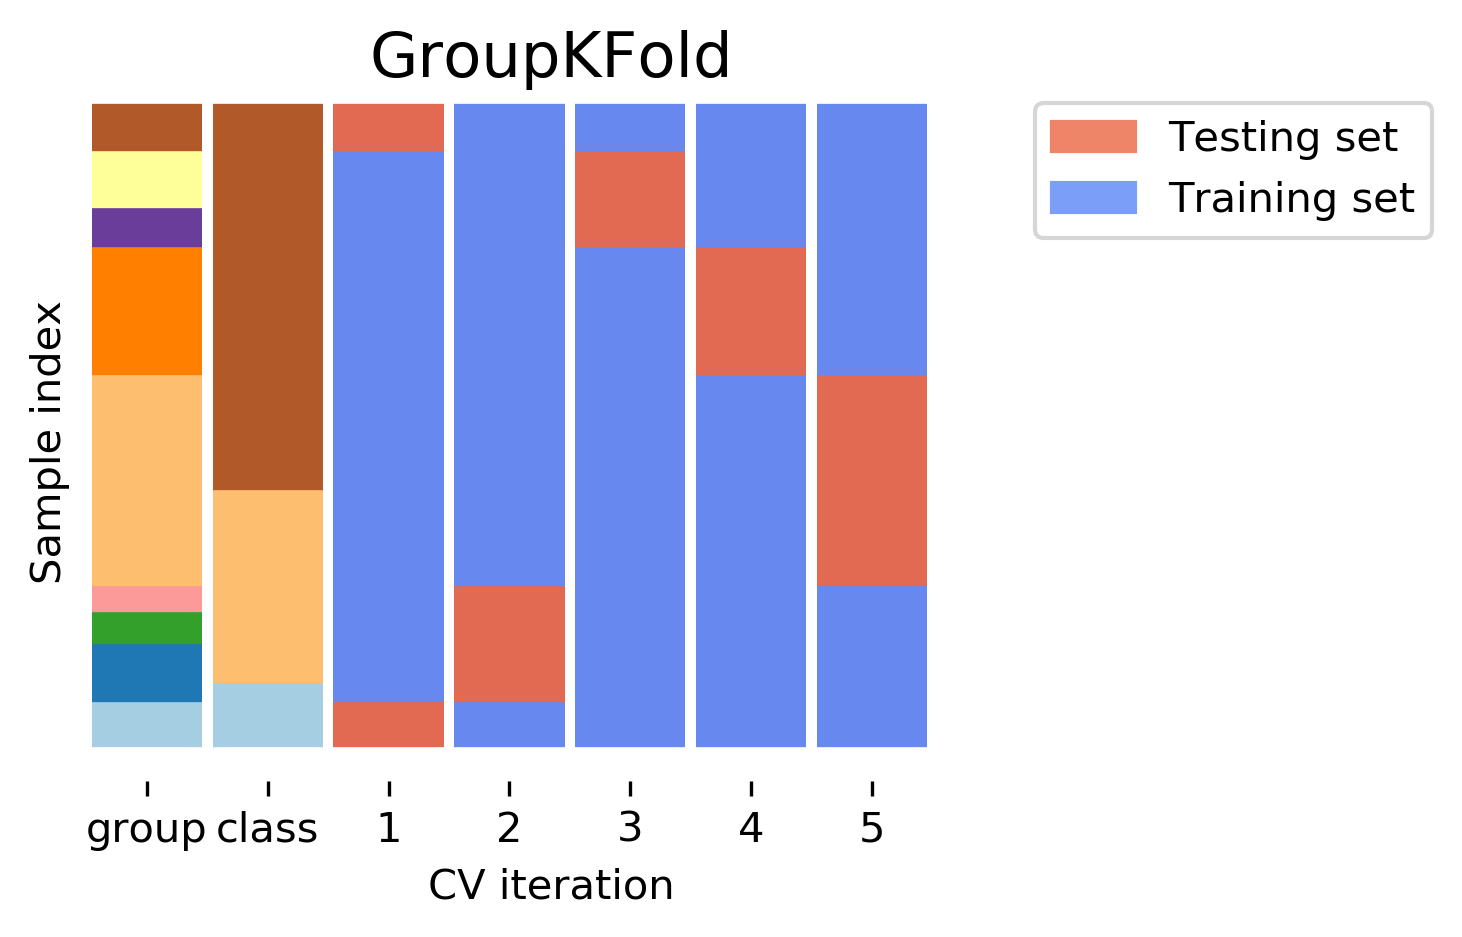 GroupKFold
Testing set
Training set
Sample index
group class 1 2 3 4 5
CV iteration